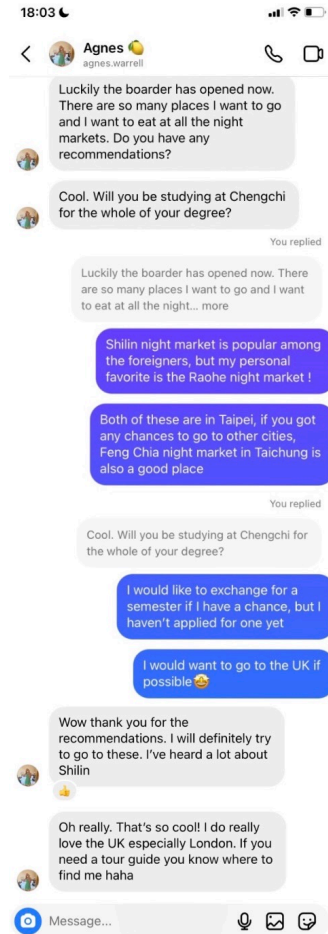 18:03
Agnes 🍋
agnes.warrell
Luckily the boarder has opened now.
There are so many places I want to go
and I want to eat at all the night
markets. Do you have any
recommendations?
Cool. Will you be studying at Chengchi
for the whole of your degree?
You replied
Luckily the boarder has opened now. There
are so many places I want to go and I want
to eat at all the night... more
Shilin night market is popular among
the foreigners, but my personal
favorite is the Raohe night market !
Both of these are in Taipei, if you got
any chances to go to other cities,
Feng Chia night market in Taichung is
also a good place
You replied
Cool. Will you be studying at Chengchi for
the whole of your degree?
I would like to exchange for a
semester if I have a chance, but I
haven't applied for one yet
I would want to go to the UK if
possible🤩
Wow thank you for the
recommendations. I will definitely try
to go to these. I've heard a lot about
Shilin
👍
Oh really. That's so cool! I do really
love the UK especially London. If you
need a tour guide you know where to
find me haha
Message...